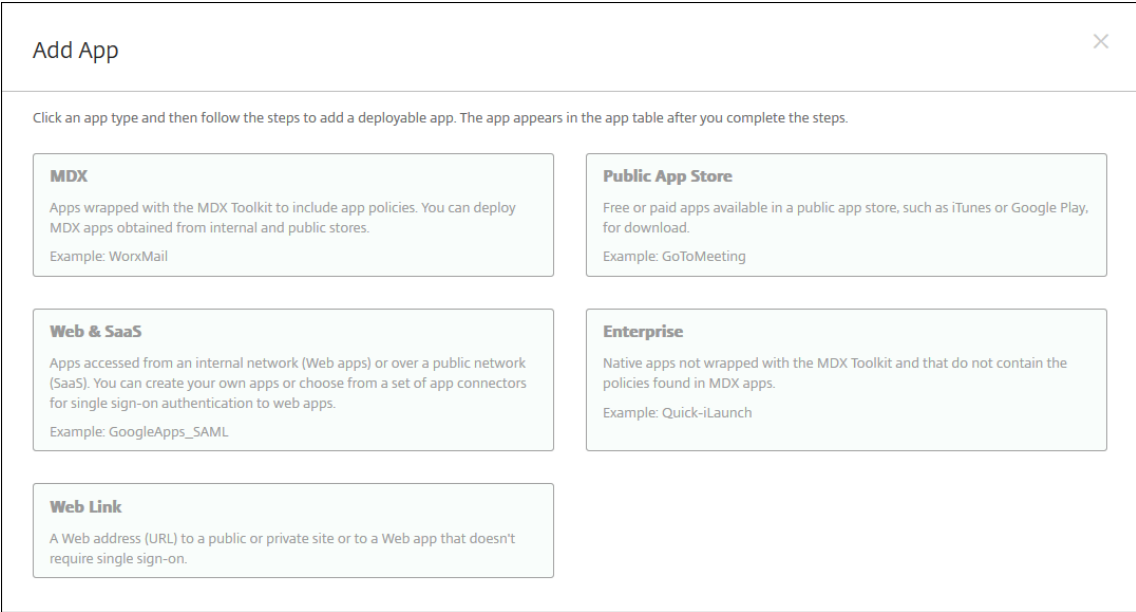 Add App
Click an app type and then follow the steps to add a deployable app. The app appears in the app table after you complete the steps.
MDX
Apps wrapped with the MDX Toolkit to include app policies. You can deploy
MDX apps obtained from internal and public stores.
Example: WorxMail
Public App Store
Free or paid apps available in a public app store, such as iTunes or Google Play,
for download.
Example: GoToMeeting
Web & SaaS
Apps accessed from an internal network (Web apps) or over a public network
(SaaS). You can create your own apps or choose from a set of app connectors
for single sign-on authentication to web apps.
Example: GoogleApps_SAML
Enterprise
Native apps not wrapped with the MDX Toolkit and that do not contain the
policies found in MDX apps.
Example: Quick-iLaunch
Web Link
A Web address (URL) to a public or private site or to a Web app that doesn't
require single sign-on.